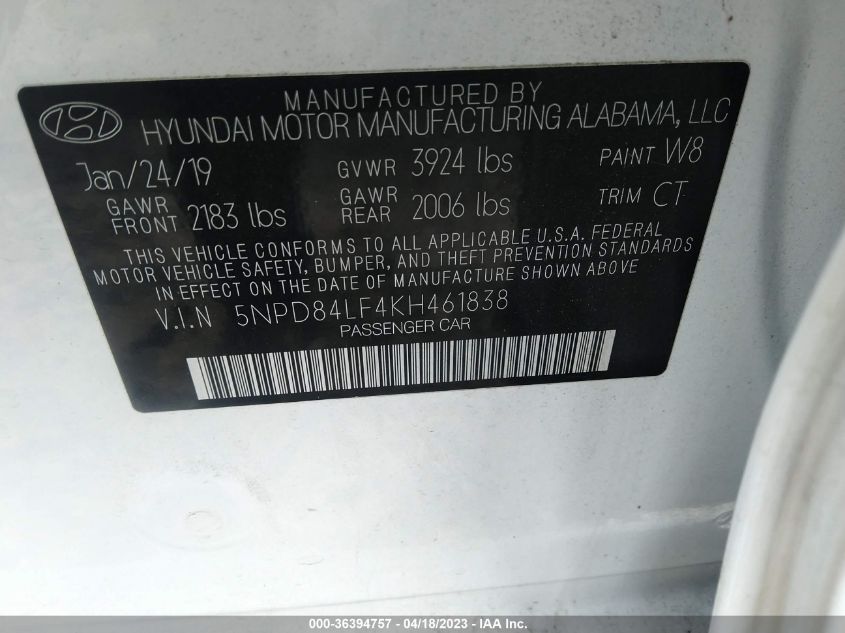 MANUFACTURED BY
HYUNDAI MOTOR MANUFACTURING ALABAMA, LLC
Jan/24/19 GVWR 3924 lbs PAINT W8
GAWR FRONT 2183 lbs GAWR REAR 2006 lbs TRIM CT
THIS VEHICLE CONFORMS TO ALL APPLICABLE U.S.A. FEDERAL
MOTOR VEHICLE SAFETY, BUMPER, AND THEFT PREVENTION STANDARDS
IN EFFECT ON THE DATE OF MANUFACTURE SHOWN ABOVE
V.I.N 5NPD84LF4KH461838
PASSENGER CAR
000-36394757 - 04/18/2023 - IAA Inc.